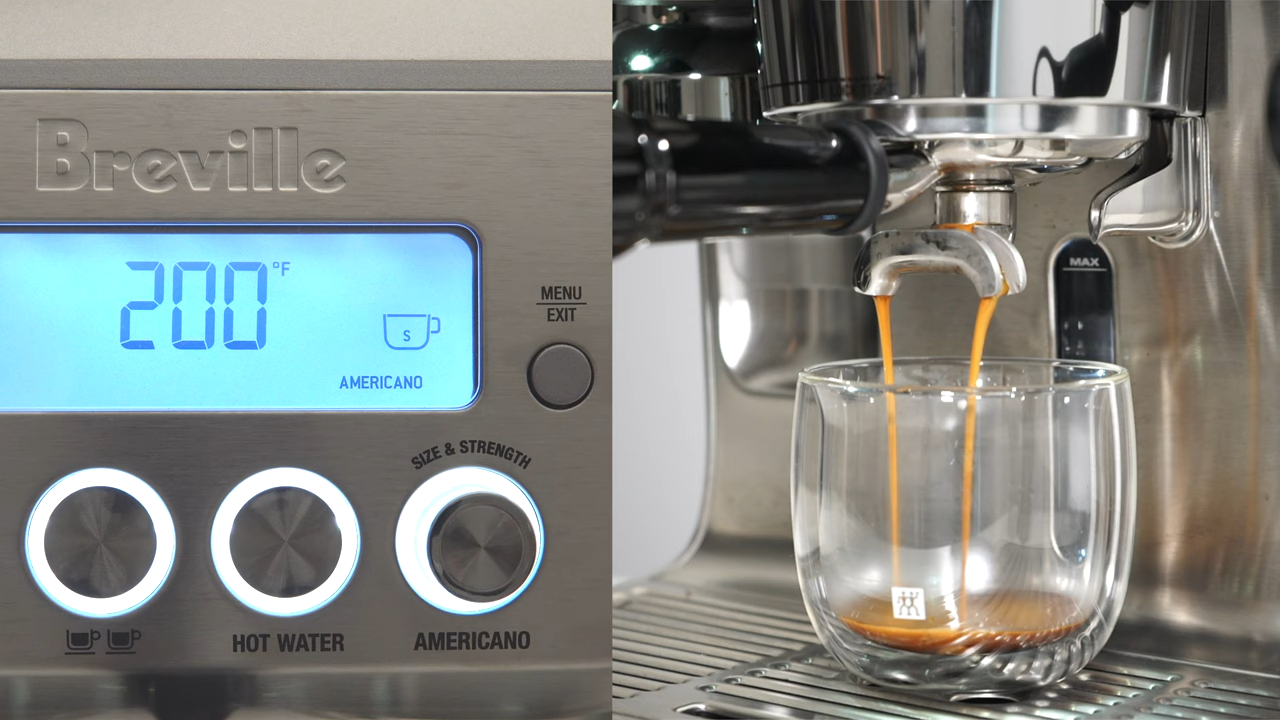 Breville
200°F
S
AMERICANO
MENU
EXIT
SIZE & STRENGTH
HOT WATER
AMERICANO
MAX